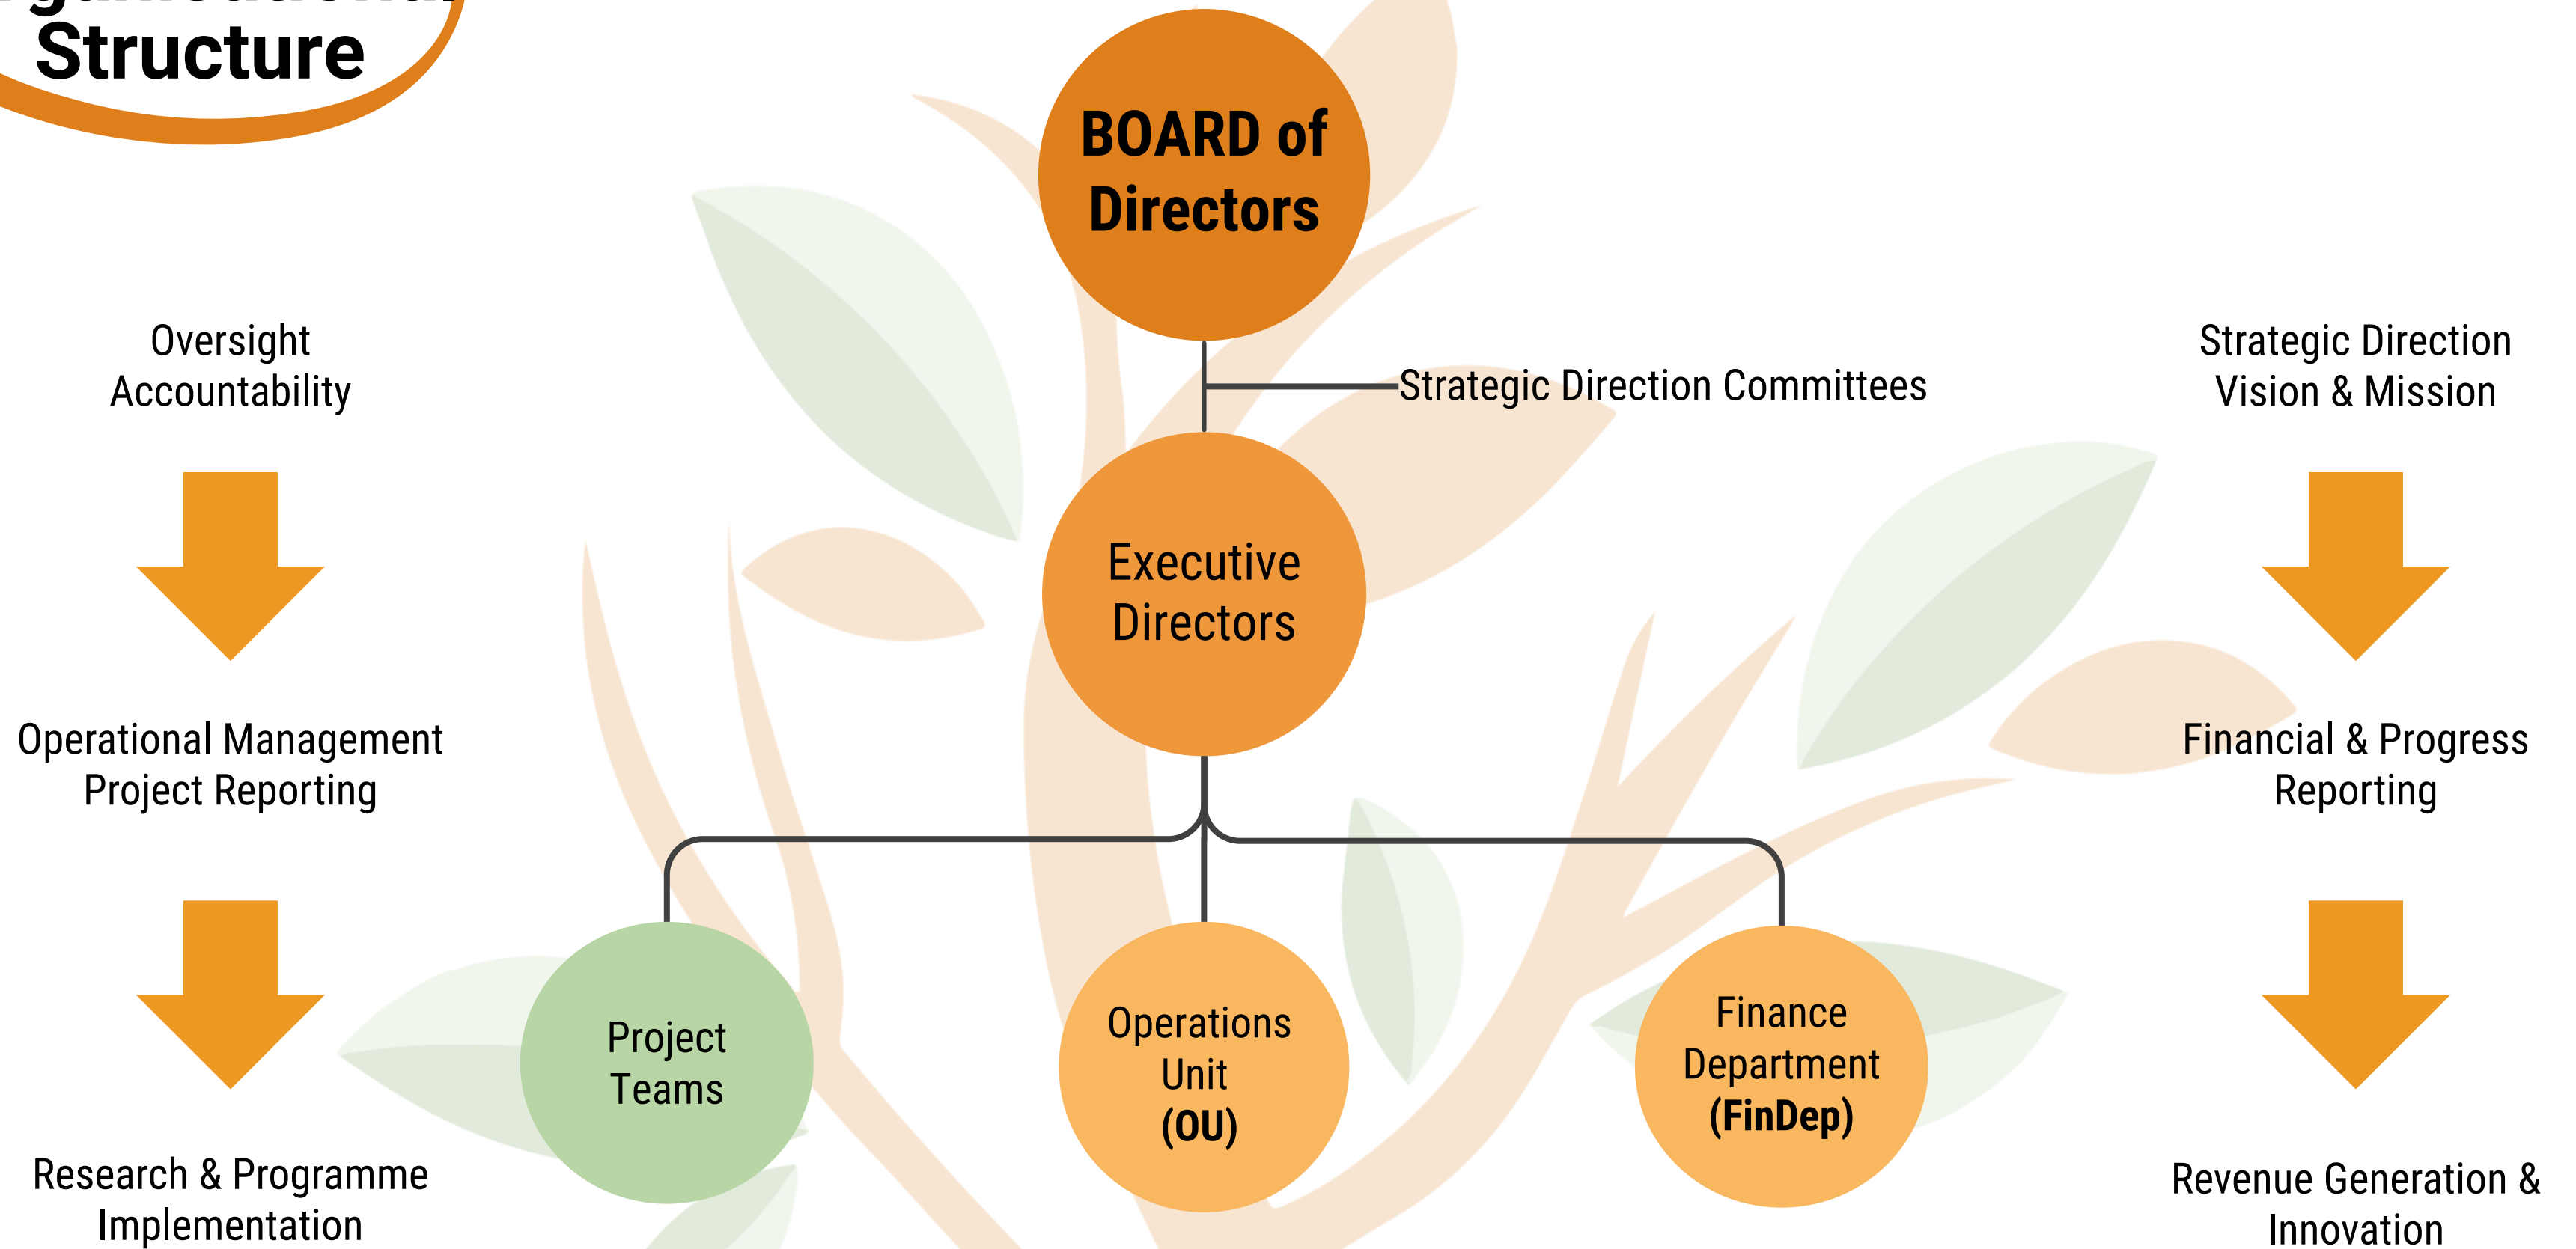 Structure
BOARD of
Directors
Oversight
Accountability
Strategic Direction Committees
Strategic Direction
Vision & Mission
Executive
Directors
Operational Management
Project Reporting
Financial & Progress
Reporting
Project
Teams
Operations
Unit
(OU)
Finance
Department
(FinDep)
Research & Programme
Implementation
Revenue Generation &
Innovation